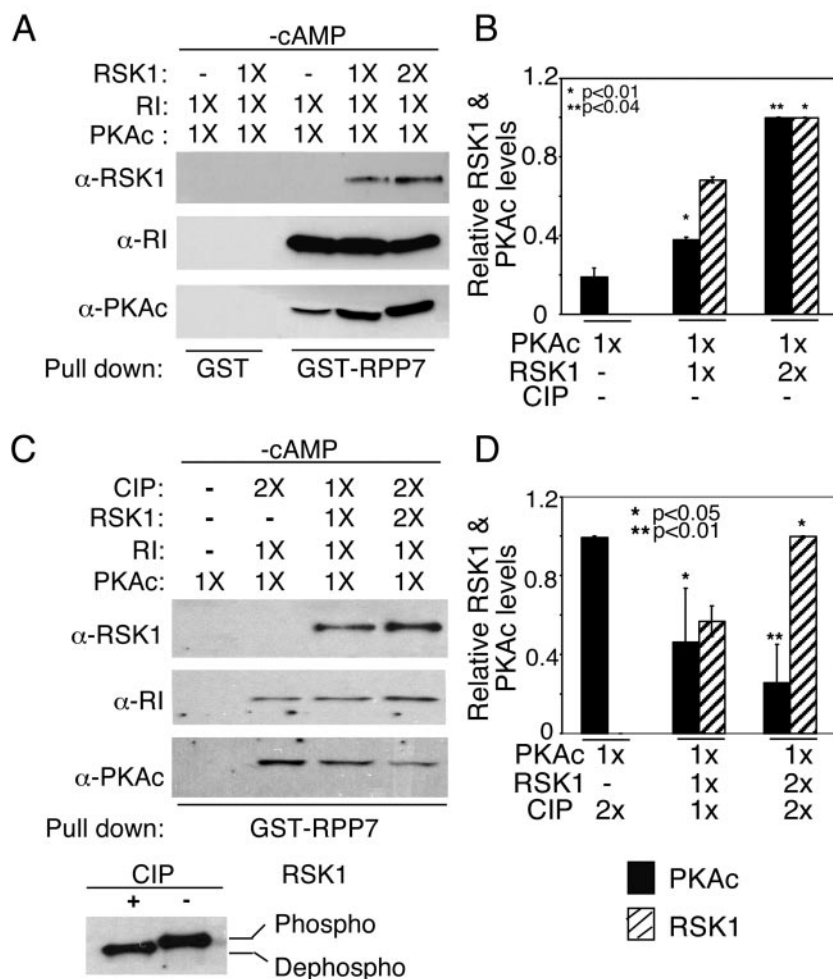 A
-cAMP
RSK1: - 1X - 1X 2X
RI: 1X 1X 1X 1X 1X
PKAc : 1X 1X 1X 1X 1X
α-RSK1
α-RI
α-PKAc
Pull down: GST GST-RPP7
B
Relative RSK1 &
PKAc levels
1.2
0.8
0.4
0
* p<0.01
** p<0.04
*
** *
PKAc 1x 1x 1x
RSK1 - 1x 2x
CIP - - -
C
-cAMP
CIP: - 2X 1X 2X
RSK1: - 1X 2X
RI: - 1X 1X 1X
PKAc: 1X 1X 1X 1X
α-RSK1
α-RI
α-PKAc
Pull down: GST-RPP7
CIP RSK1
+ -
Phospho
Dephospho
D
Relative RSK1 &
PKAc levels
1.2
0.8
0.4
0
* p<0.05
** p<0.01
*
** *
PKAc 1x 1x 1x
RSK1 - 1x 2x
CIP 2x 1x 2x
PKAc
RSK1